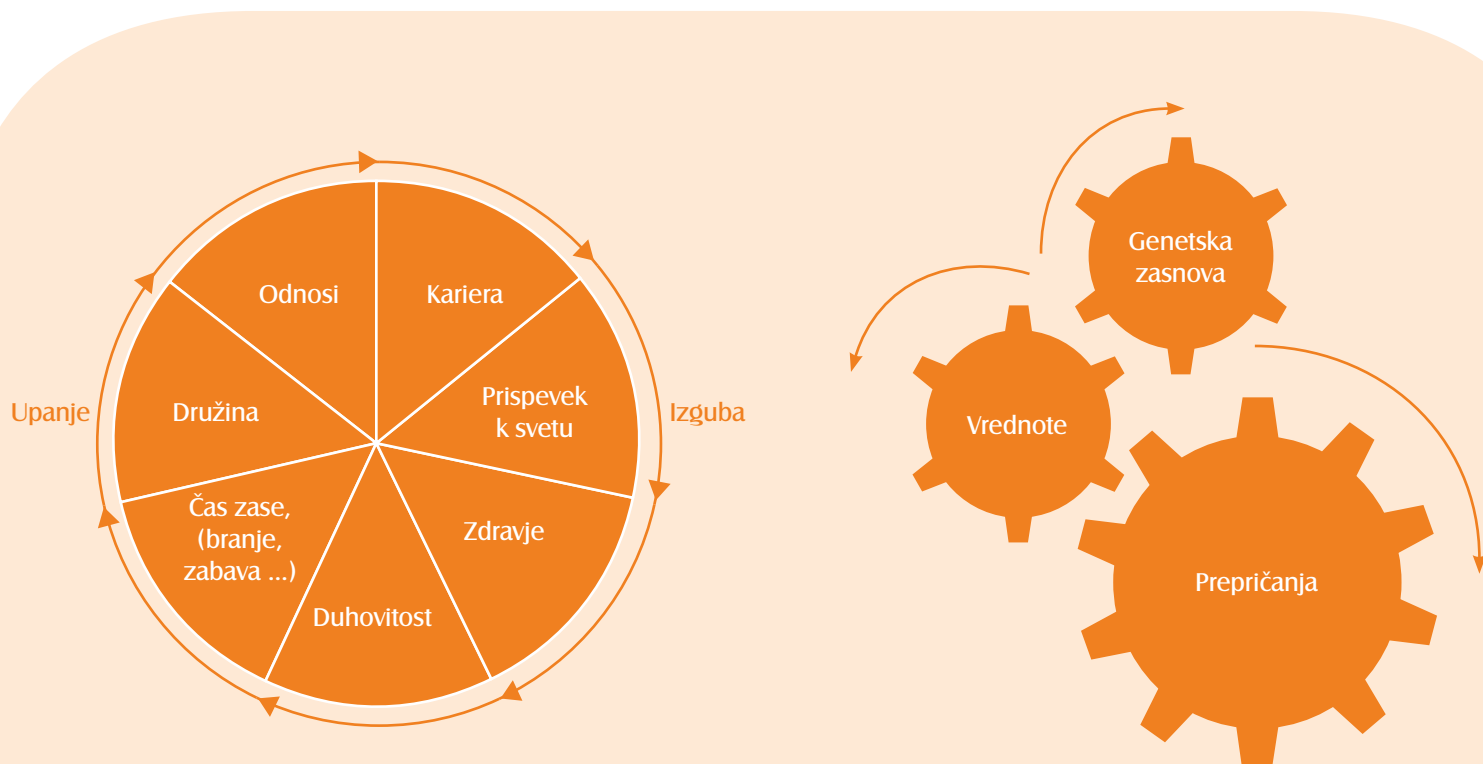 Odnosi
Kariera
Prispevek
k svetu
Zdravje
Duhovitost
Čas zase,
(branje,
zabava ...)
Družina
Upanje
Izguba
Genetska
zasnova
Vrednote
Prepričanja